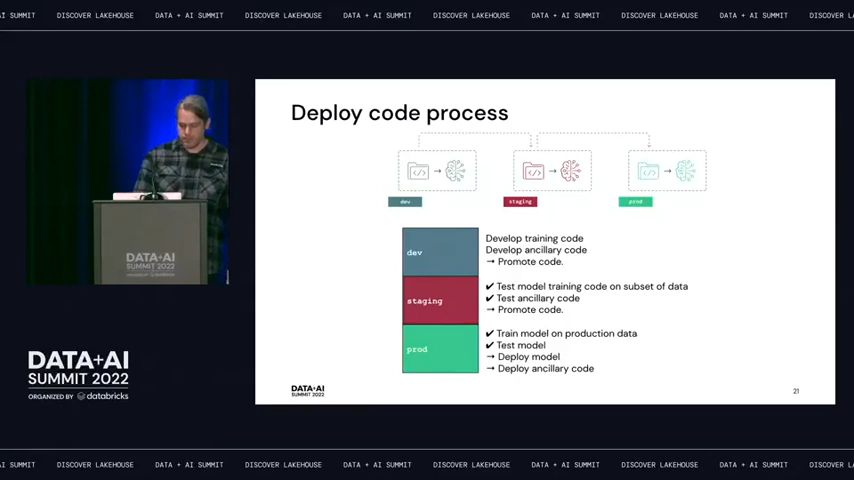 AI SUMMIT DISCOVER LAKEHOUSE DATA + AI SUMMIT DISCOVER LAKEHOUSE DATA + AI SUMMIT DISCOVER LAKEHOUSE DATA + AI SUMMIT DISCOVER LAKEHOUSE DATA + AI SUMMIT DISCOVER
Deploy code process
</>
</>
</>
dev
staging
prod
dev
Develop training code
Develop ancillary code
→ Promote code.
staging
✔ Test model training code on subset of data
✔ Test ancillary code
→ Promote code.
prod
✔ Train model on production data
✔ Test model
→ Deploy model
→ Deploy ancillary code
DATA+AI
SUMMIT 2022
21
DATA+AI
SUMMIT 2022
DATA+AI
SUMMIT 2022
ORGANIZED BY databricks
AI SUMMIT DISCOVER LAKEHOUSE DATA + AI SUMMIT DISCOVER LAKEHOUSE DATA + AI SUMMIT DISCOVER LAKEHOUSE DATA + AI SUMMIT DISCOVER LAKEHOUSE DATA + AI SUMMIT DISCOVER